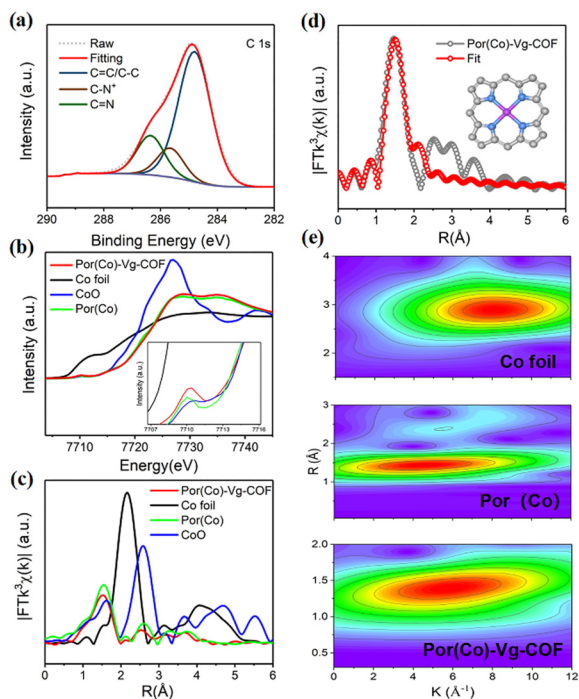 (a)
Raw
Fitting
C=C/C-C
C-N⁺
C=N
C 1s
Intensity (a.u.)
290 288 286 284 282
Binding Energy (eV)
(b)
Por(Co)-Vg-COF
Co foil
CoO
Por(Co)
Intensity (a.u.)
Intensity (a.u.)
7707 7710 7713 7716
7710 7720 7730 7740
Energy(eV)
(c)
Por(Co)-Vg-COF
Co foil
Por(Co)
CoO
|FTk³χ(k)| (a.u.)
0 1 2 3 4 5 6
R(Å)
(d)
Por(Co)-Vg-COF
Fit
|FTk³χ(k)| (a.u.)
0 1 2 3 4 5 6
R(Å)
(e)
4
3
2
Co foil
3
2
1
R (Å)
Por (Co)
2.0
1.5
1.0
0.5
Por(Co)-Vg-COF
0 2 4 6 8 10 12
K (Å⁻¹)